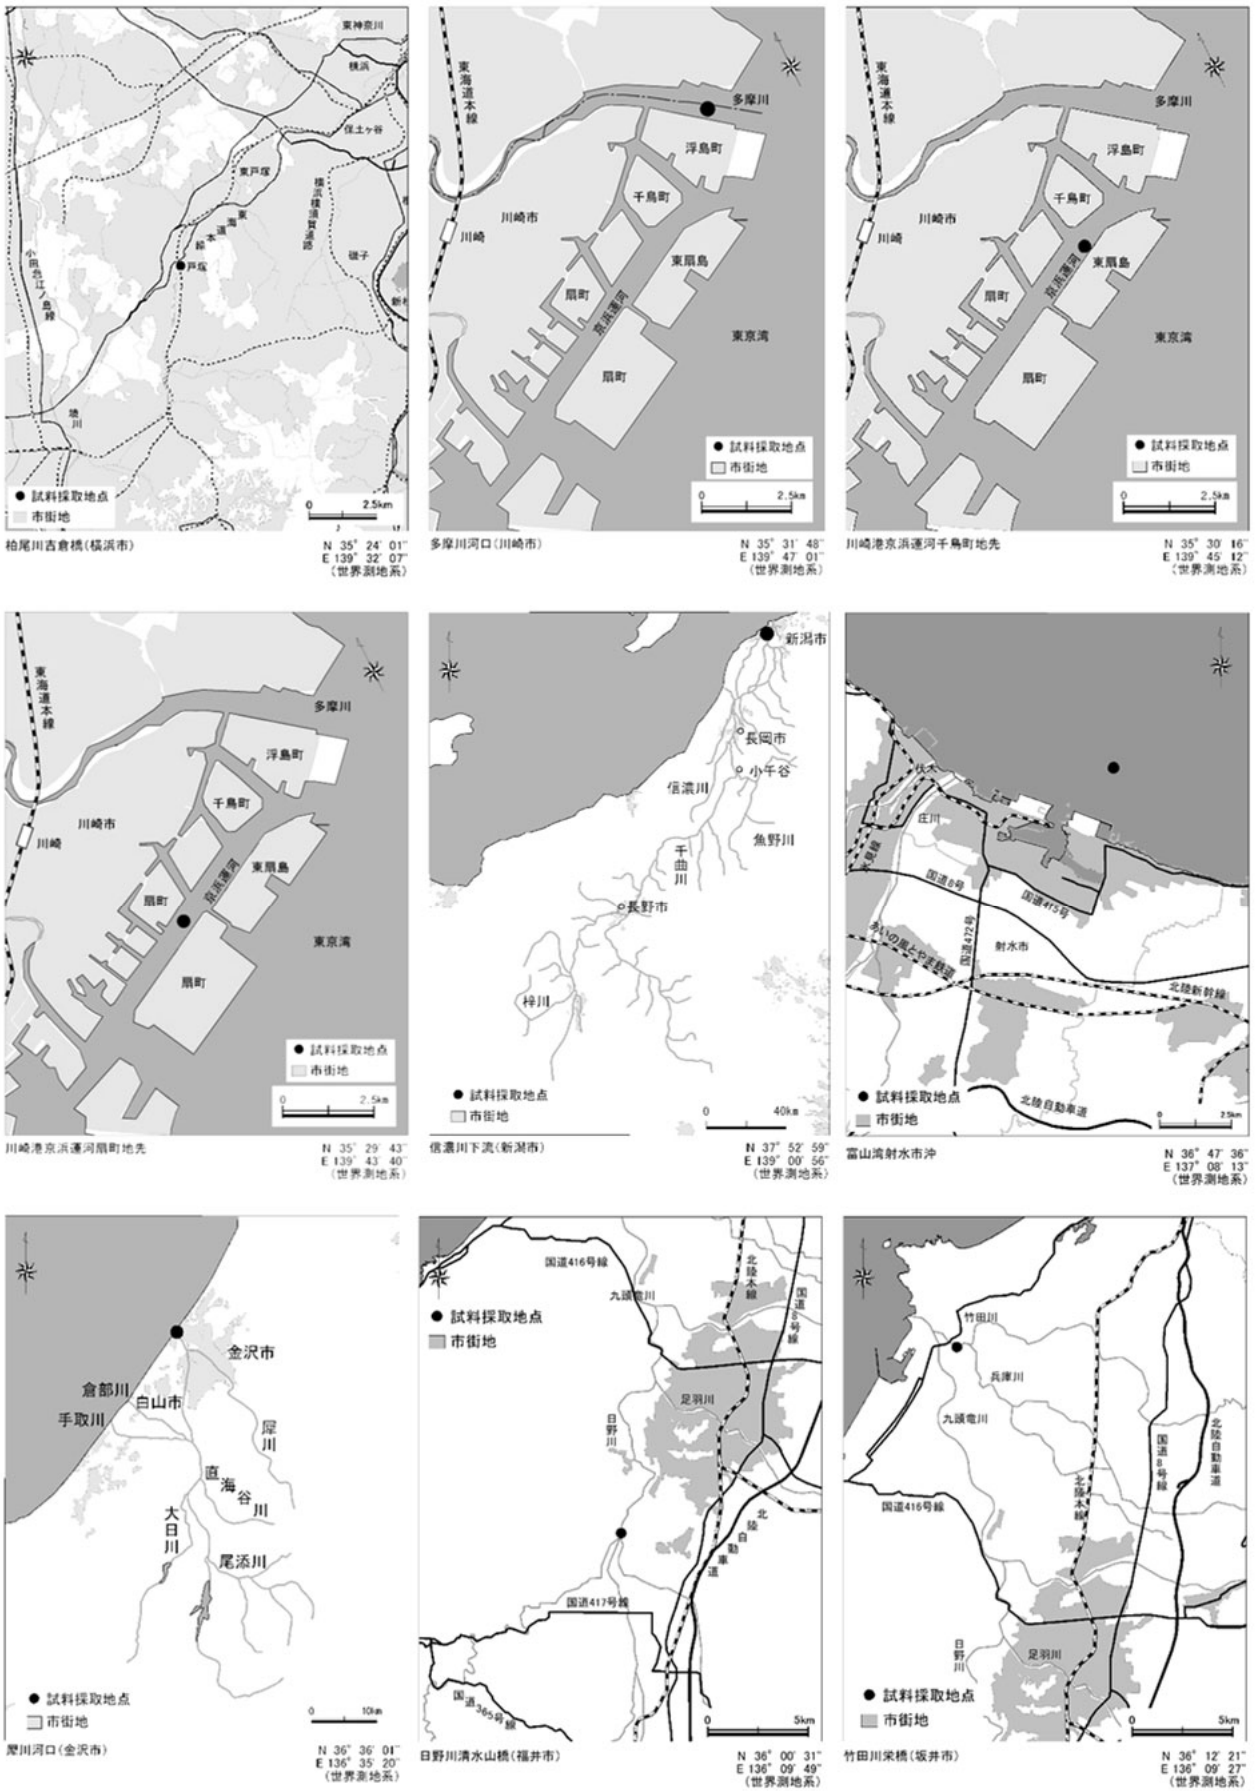 東神奈川
横浜
保土ヶ谷
東戸塚
東海道本線
横浜横須賀道路
磯子
戸塚
小田急江ノ島線
境川
試料採取地点
市街地
0 2.5km
柏尾川吉倉橋(横浜市)
N 35° 24′ 01″
E 139° 32′ 07″
(世界測地系)
東海道本線
多摩川
浮島町
千鳥町
川崎市
川崎
東扇島
扇町
京浜運河
東京湾
扇町
試料採取地点
市街地
0 2.5km
多摩川河口(川崎市)
N 35° 31′ 48″
E 139° 47′ 01″
(世界測地系)
東海道本線
多摩川
浮島町
千鳥町
川崎市
川崎
東扇島
扇町
京浜運河
東京湾
扇町
試料採取地点
市街地
0 2.5km
川崎港京浜運河千鳥町地先
N 35° 30′ 16″
E 139° 45′ 12″
(世界測地系)
東海道本線
多摩川
浮島町
千鳥町
川崎市
川崎
東扇島
京浜運河
扇町
東京湾
扇町
試料採取地点
市街地
0 2.5km
川崎港京浜運河扇町地先
N 35° 29′ 43″
E 139° 43′ 40″
(世界測地系)
新潟市
長岡市
小千谷
信濃川
魚野川
千曲川
長野市
梓川
試料採取地点
市街地
0 40km
信濃川下流(新潟市)
N 37° 52′ 59″
E 139° 00′ 56″
(世界測地系)
伏木
庄川
氷見線
国道8号
国道415号
国道472号
射水市
あいの風とやま鉄道
北陸新幹線
北陸自動車道
試料採取地点
市街地
0 2.5km
富山湾射水市沖
N 36° 47′ 36″
E 137° 08′ 13″
(世界測地系)
金沢市
倉部川
白山市
手取川
犀川
直海谷川
大日川
尾添川
試料採取地点
市街地
0 10km
犀川河口(金沢市)
N 36° 36′ 01″
E 136° 35′ 20″
(世界測地系)
国道416号線
北陸本線
九頭竜川
国道8号線
試料採取地点
市街地
足羽川
日野川
北陸自動車道
国道417号線
国道365号線
0 5km
日野川清水山橋(福井市)
N 36° 00′ 31″
E 136° 09′ 49″
(世界測地系)
竹田川
兵庫川
九頭竜川
北陸自動車道
国道8号線
北陸本線
国道416号線
日野川
足羽川
試料採取地点
市街地
0 5km
竹田川栄橋(坂井市)
N 36° 12′ 21″
E 136° 09′ 27″
(世界測地系)